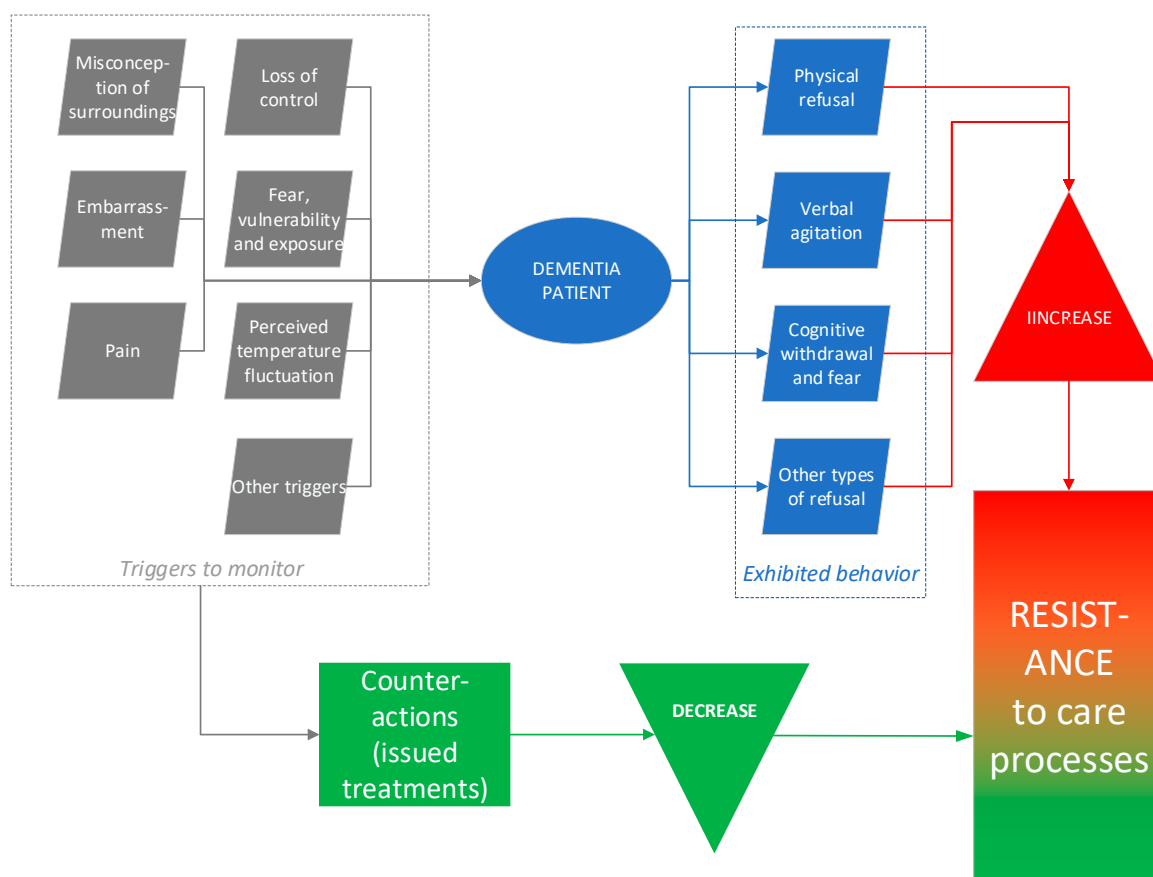 Misconcep-
tion of
surroundings
Loss of
control
Embarrass-
ment
Fear,
vulnerability
and exposure
Pain
Perceived
temperature
fluctuation
Other triggers
Triggers to monitor
DEMENTIA
PATIENT
Physical
refusal
Verbal
agitation
Cognitive
withdrawal
and fear
Other types
of refusal
Exhibited behavior
IINCREASE
Counter-
actions
(issued
treatments)
DECREASE
RESIST-
ANCE
to care
processes